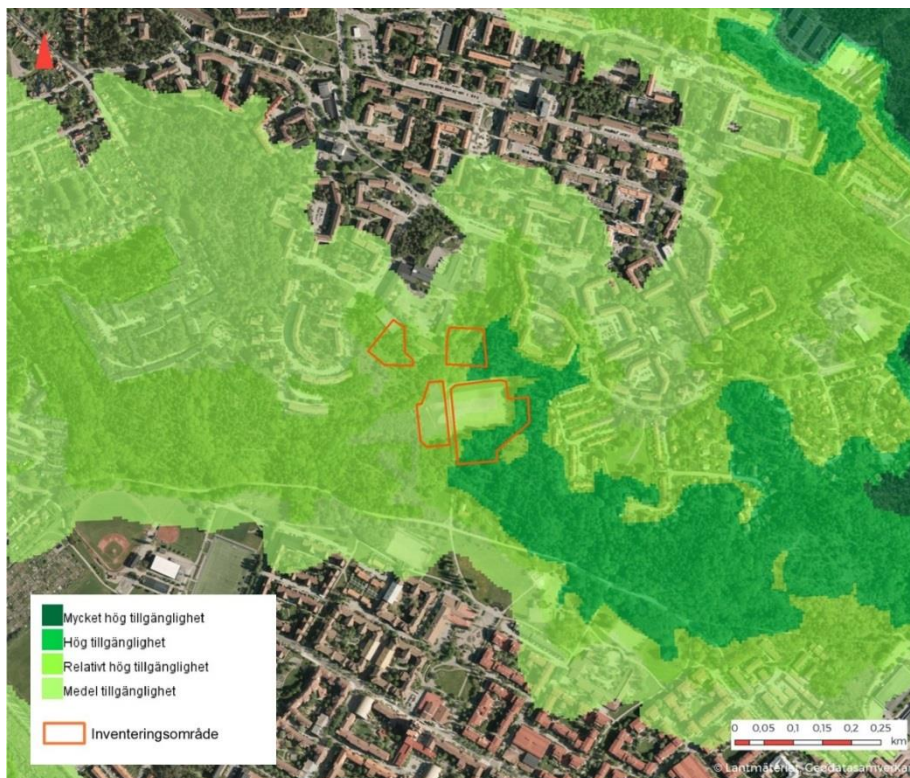 Mycket hög tillgänglighet
Hög tillgänglighet
Relativt hög tillgänglighet
Medel tillgänglighet
Inventeringsområde
0 0,05 0,1 0,15 0,2 0,25
km
© Lantmäteriet, Geodatasamverkan